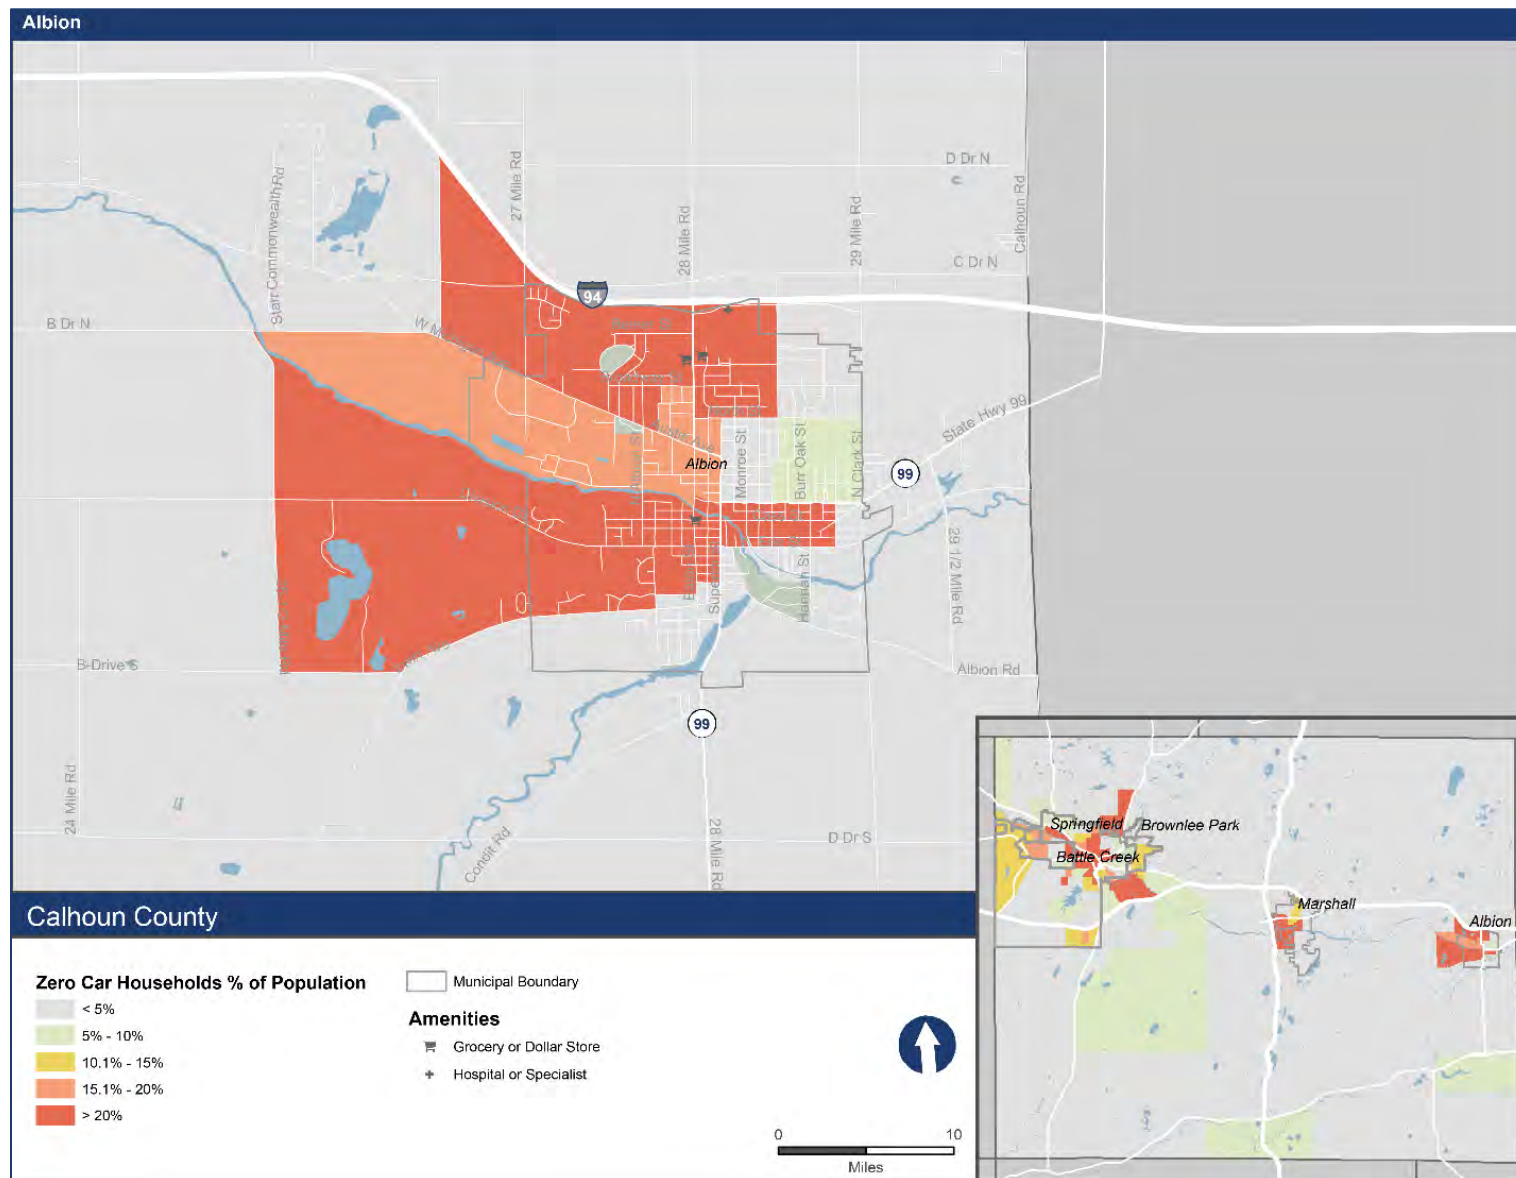 Albion
D Dr N
27 Mile Rd
Starr Commonwealth Rd
28 Mile Rd
29 Mile Rd
Calhoun Rd
C Dr N
94
B Dr N
State Hwy 99
Austin Ave
Albion
Monroe St
Burr Oak St
N Clark St
99
29 1/2 Mile Rd
Hannah St
B Drive S
Albion Rd
99
24 Mile Rd
Condit Rd
28 Mile Rd
D Dr S
Springfield
Brownlee Park
Battle Creek
Marshall
Albion
Calhoun County
Zero Car Households % of Population
< 5%
5% - 10%
10.1% - 15%
15.1% - 20%
> 20%
Municipal Boundary
Amenities
Grocery or Dollar Store
Hospital or Specialist
0 10
Miles